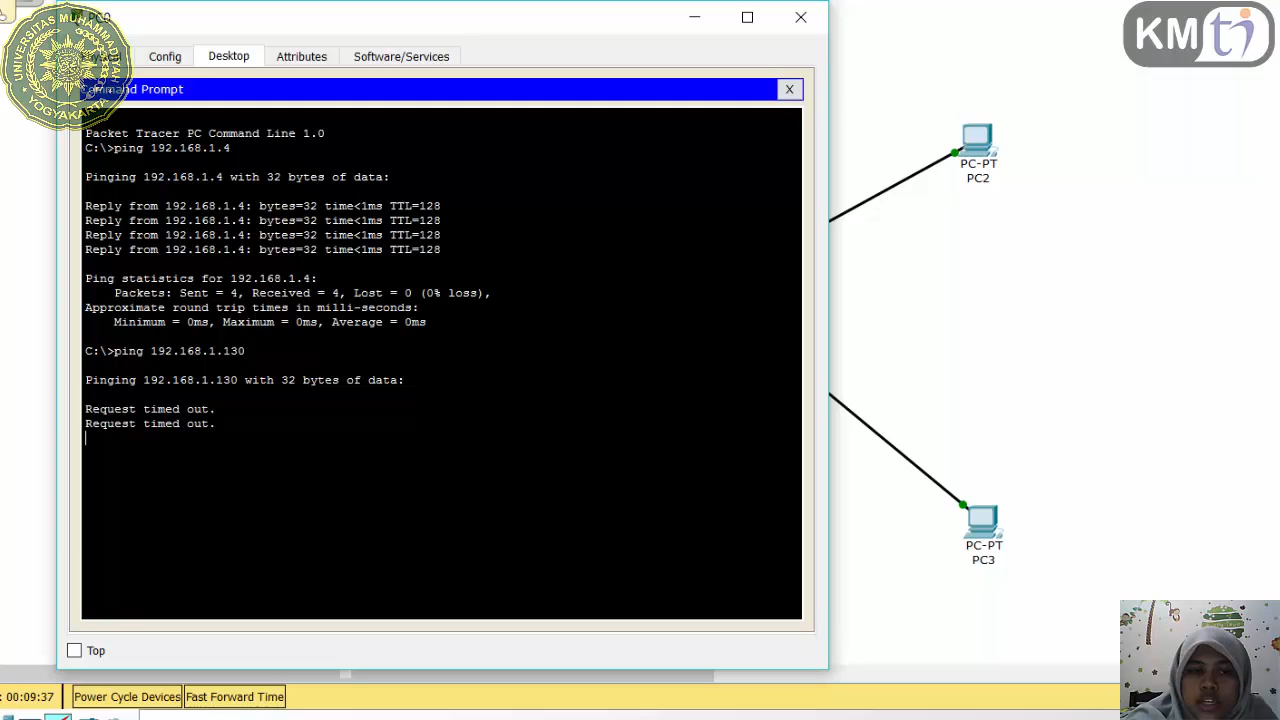 UNIVERSITAS MUHAMMADIYAH
YOGYAKARTA
KMTI
Config
Desktop
Attributes
Software/Services
Command Prompt
X
Packet Tracer PC Command Line 1.0
C:\>ping 192.168.1.4
Pinging 192.168.1.4 with 32 bytes of data:
Reply from 192.168.1.4: bytes=32 time<1ms TTL=128
Reply from 192.168.1.4: bytes=32 time<1ms TTL=128
Reply from 192.168.1.4: bytes=32 time<1ms TTL=128
Reply from 192.168.1.4: bytes=32 time<1ms TTL=128
Ping statistics for 192.168.1.4:
Packets: Sent = 4, Received = 4, Lost = 0 (0% loss),
Approximate round trip times in milli-seconds:
Minimum = 0ms, Maximum = 0ms, Average = 0ms
C:\>ping 192.168.1.130
Pinging 192.168.1.130 with 32 bytes of data:
Request timed out.
Request timed out.
Top
PC-PT
PC2
PC-PT
PC3
: 00:09:37
Power Cycle Devices
Fast Forward Time